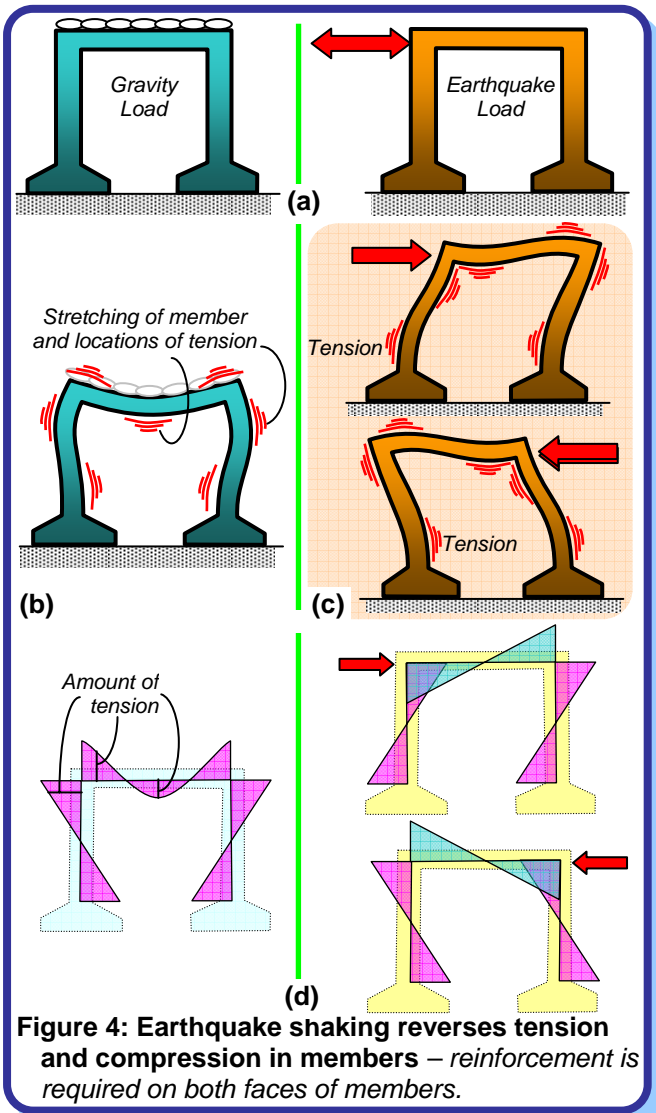 Gravity
Load
Earthquake
Load
(a)
Stretching of member
and locations of tension
(b)
Tension
Tension
(c)
Amount of
tension
(d)
Figure 4: Earthquake shaking reverses tension
and compression in members – reinforcement is
required on both faces of members.